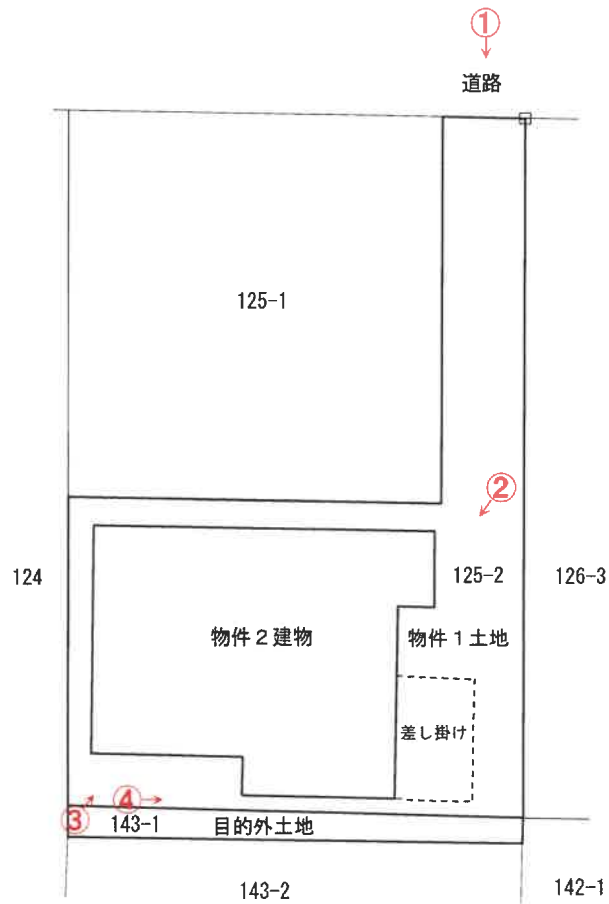 ①
道路
125-1
②
124
125-2
126-3
物件2建物
物件1土地
差し掛け
③
④
143-1
目的外土地
143-2
142-1